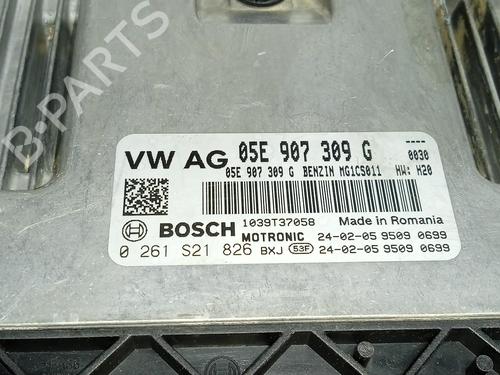 B-PARTS
VW AG 05E 907 309 G 0030
05E 907 309 G BENZIN MG1CS011 HW: H20
BOSCH 1039T37058 Made in Romania
MOTRONIC 24-02-05 9509 0699
0 261 S21 826 BXJ 53F 24-02-05 9509 0699
BOSCH